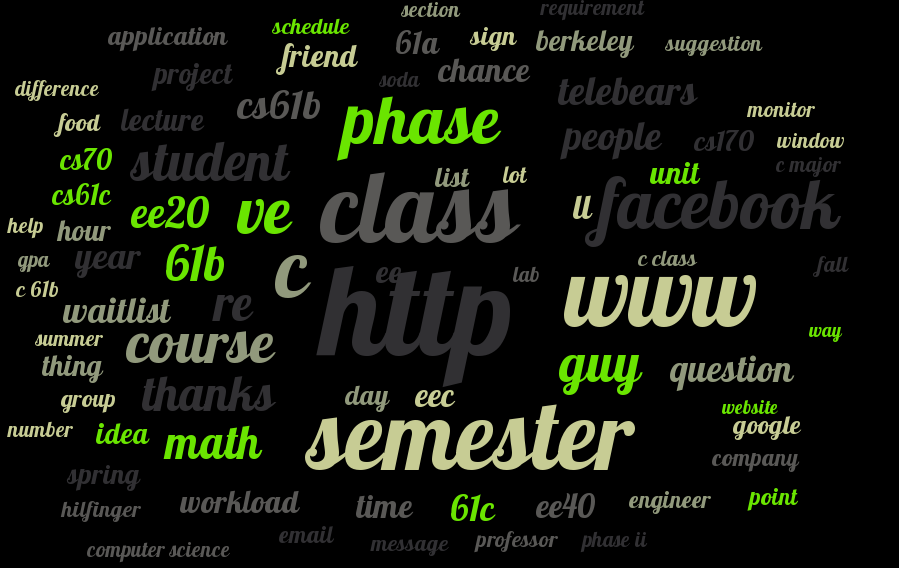 section
requirement
application
schedule
friend
61a
sign
berkeley
suggestion
project
soda
chance
difference
cs61b
telebears
monitor
food
lecture
phase
people
cs170
window
cs70
student
list
lot
unit
c major
cs61c
ee20
ve
class
u
facebook
help
hour
gpa
year
61b
c
ee
lab
c class
fall
c 61b
waitlist
re
http
www
way
summer
course
thing
guy
question
group
thanks
day
eec
website
google
number
idea
math
semester
company
spring
hilfinger
workload
time
61c
ee40
engineer
point
computer science
email
message
professor
phase ii